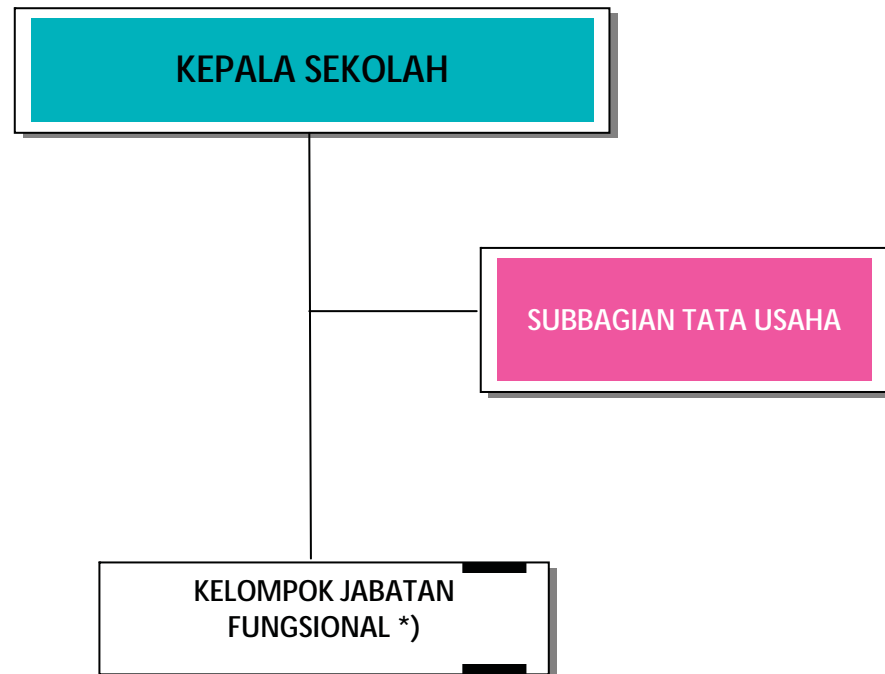 KEPALA SEKOLAH
SUBBAGIAN TATA USAHA
KELOMPOK JABATAN
FUNGSIONAL *)